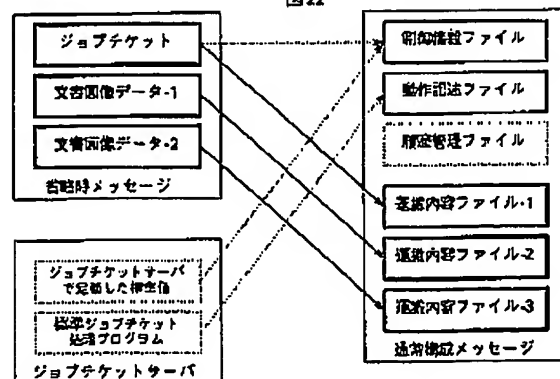 図22
ジョブチケット
文書画像データ-1
文書画像データ-2
省略時メッセージ
ジョブチケットサーバ
で定義した規定値
標準ジョブチケット
処理プログラム
ジョブチケットサーバ
制御情報ファイル
動作記述ファイル
履歴管理ファイル
運搬内容ファイル-1
運搬内容ファイル-2
運搬内容ファイル-3
通常構成メッセージ